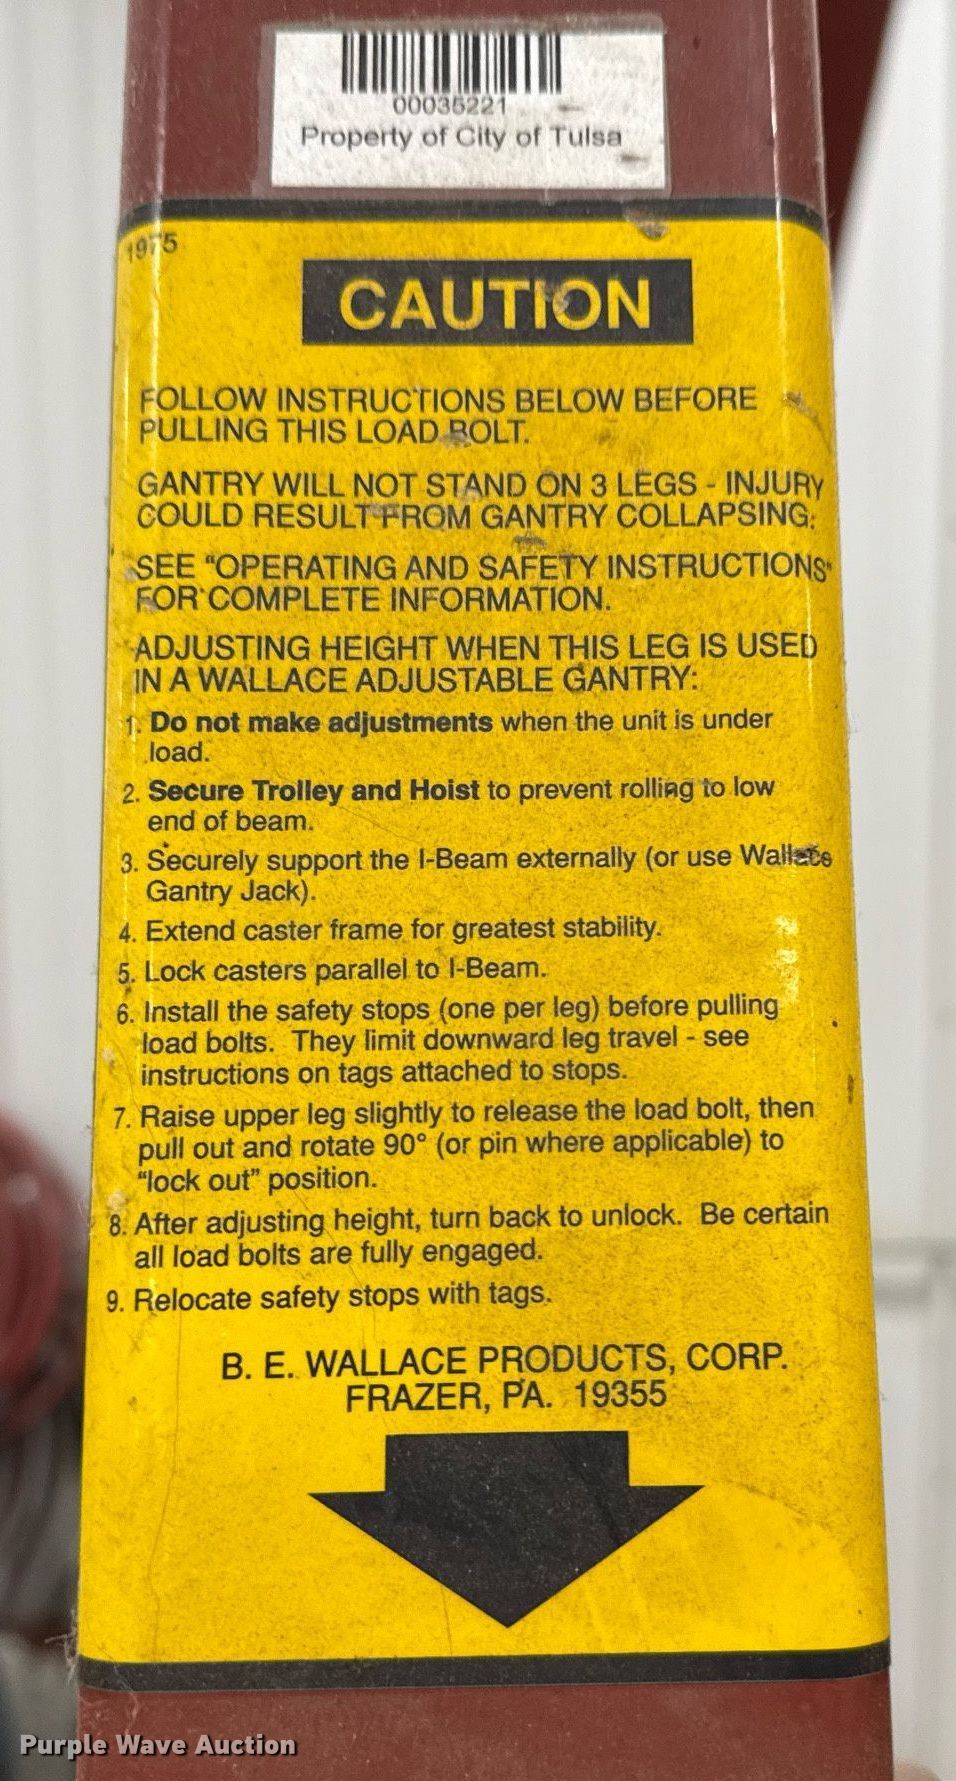 00035221
Property of City of Tulsa
1975
CAUTION
FOLLOW INSTRUCTIONS BELOW BEFORE
PULLING THIS LOAD BOLT.
GANTRY WILL NOT STAND ON 3 LEGS - INJURY
COULD RESULT FROM GANTRY COLLAPSING.
SEE "OPERATING AND SAFETY INSTRUCTIONS"
FOR COMPLETE INFORMATION.
ADJUSTING HEIGHT WHEN THIS LEG IS USED
IN A WALLACE ADJUSTABLE GANTRY:
1. Do not make adjustments when the unit is under
load.
2. Secure Trolley and Hoist to prevent rolling to low
end of beam.
3. Securely support the I-Beam externally (or use Wallace
Gantry Jack).
4. Extend caster frame for greatest stability.
5. Lock casters parallel to I-Beam.
6. Install the safety stops (one per leg) before pulling
load bolts. They limit downward leg travel - see
instructions on tags attached to stops.
7. Raise upper leg slightly to release the load bolt, then
pull out and rotate 90° (or pin where applicable) to
"lock out" position.
8. After adjusting height, turn back to unlock. Be certain
all load bolts are fully engaged.
9. Relocate safety stops with tags.
B. E. WALLACE PRODUCTS, CORP.
FRAZER, PA. 19355
Purple Wave Auction